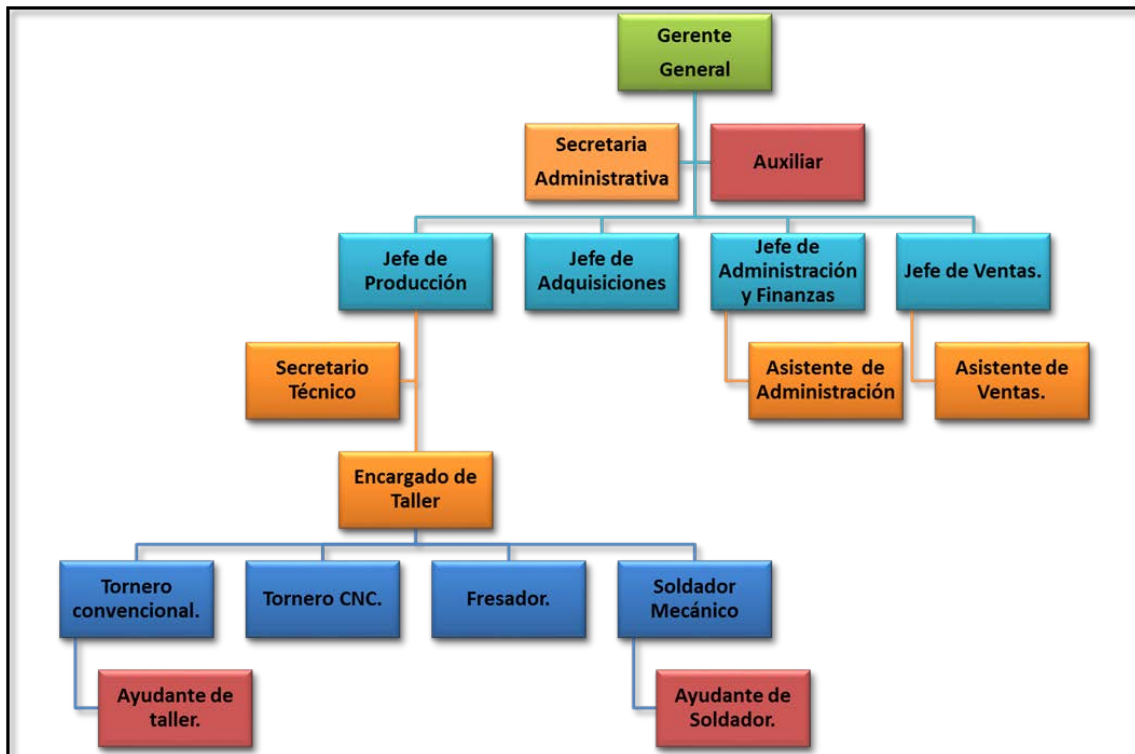 Gerente
General
Secretaria
Administrativa
Auxiliar
Jefe de
Producción
Jefe de
Adquisiciones
Jefe de
Administración
y Finanzas
Jefe de Ventas.
Secretario
Técnico
Asistente de
Administración
Asistente de
Ventas.
Encargado de
Taller
Tornero
convencional.
Tornero CNC.
Fresador.
Soldador
Mecánico
Ayudante de
taller.
Ayudante de
Soldador.